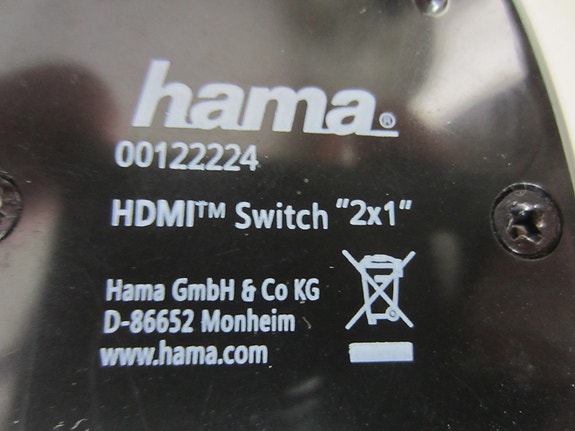 hama®
00122224
HDMI™ Switch "2x1"
Hama GmbH & Co KG
D-86652 Monheim
www.hama.com